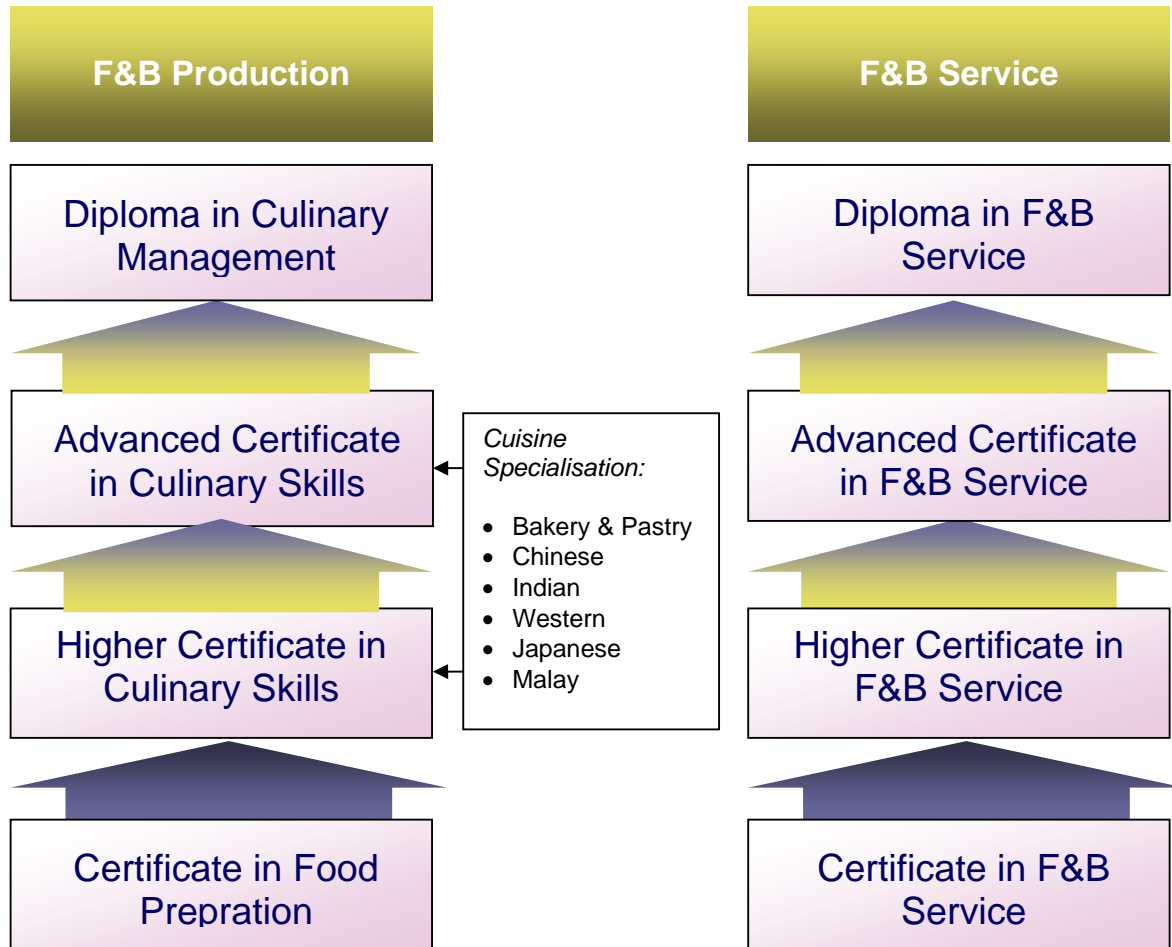 F&B Production
Diploma in Culinary
Management
Advanced Certificate
in Culinary Skills
Higher Certificate in
Culinary Skills
Certificate in Food
Prepration
Cuisine
Specialisation:
• Bakery & Pastry
• Chinese
• Indian
• Western
• Japanese
• Malay
F&B Service
Diploma in F&B
Service
Advanced Certificate
in F&B Service
Higher Certificate in
F&B Service
Certificate in F&B
Service